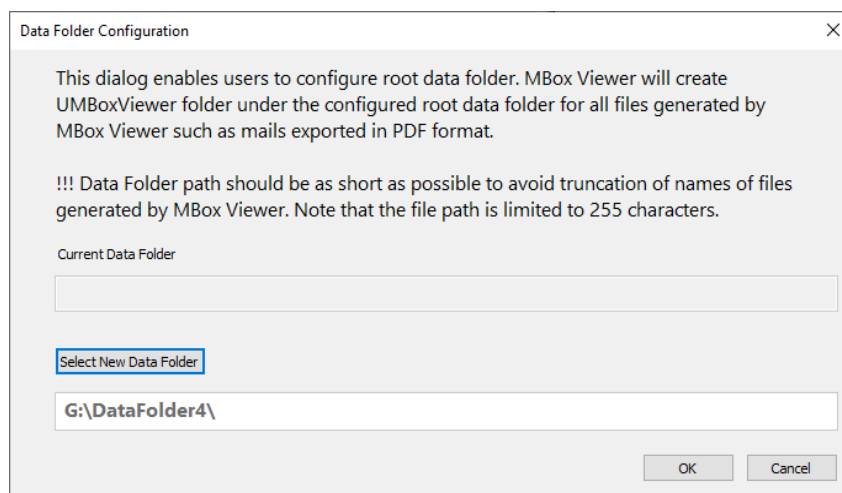 Data Folder Configuration
This dialog enables users to configure root data folder. MBox Viewer will create
UMBoxViewer folder under the configured root data folder for all files generated by
MBox Viewer such as mails exported in PDF format.
!!! Data Folder path should be as short as possible to avoid truncation of names of files
generated by MBox Viewer. Note that the file path is limited to 255 characters.
Current Data Folder
Select New Data Folder
G:\DataFolder4\
OK Cancel